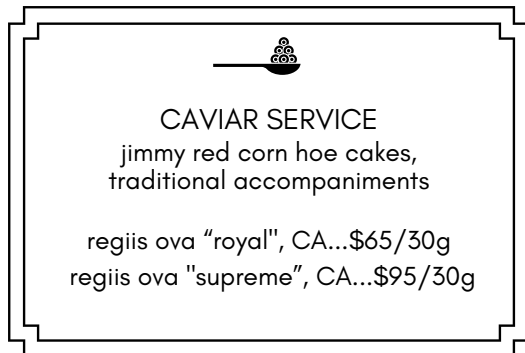 CAVIAR SERVICE
jimmy red corn hoe cakes,
traditional accompaniments
regiis ova “royal", CA...$65/30g
regiis ova "supreme”, CA...$95/30g